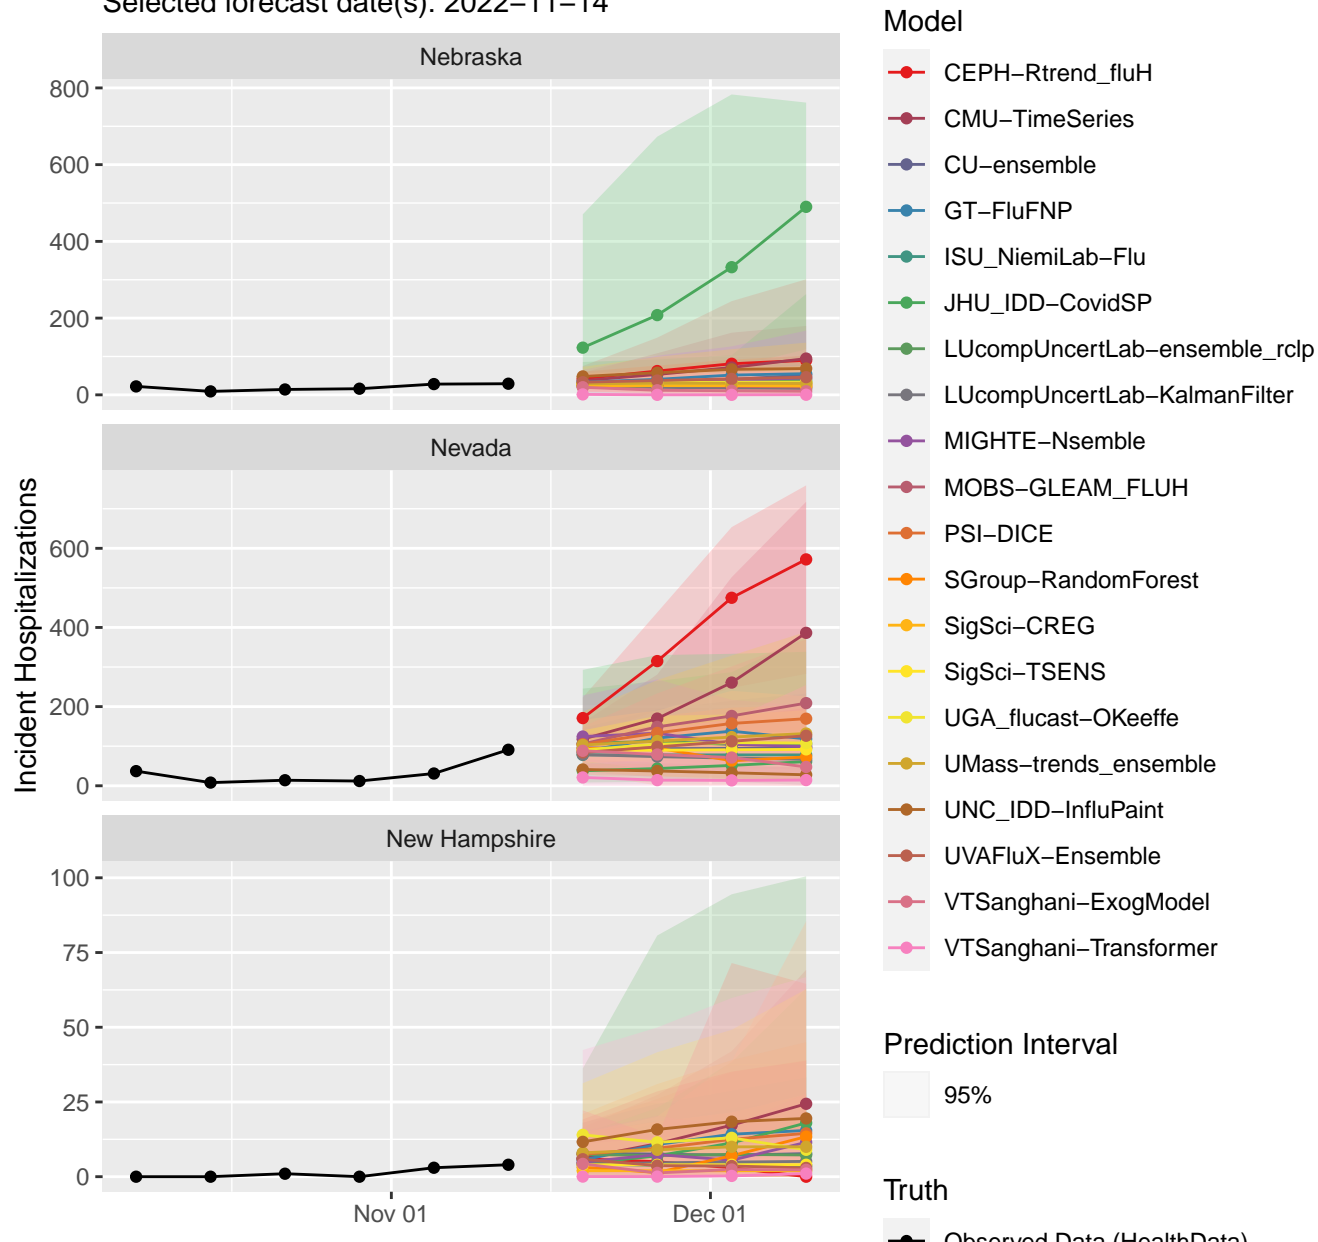 Selected forecast date(s): 2022−11−14
Nebraska
800
600
400
200
0
Nevada
600
400
200
0
New Hampshire
100
75
50
25
0
Nov 01
Dec 01
Incident Hospitalizations
Model
CEPH−Rtrend_fluH
CMU−TimeSeries
CU−ensemble
GT−FluFNP
ISU_NiemiLab−Flu
JHU_IDD−CovidSP
LUcompUncertLab−ensemble_rclp
LUcompUncertLab−KalmanFilter
MIGHTE−Nsemble
MOBS−GLEAM_FLUH
PSI−DICE
SGroup−RandomForest
SigSci−CREG
SigSci−TSENS
UGA_flucast−OKeeffe
UMass−trends_ensemble
UNC_IDD−InfluPaint
UVAFluX−Ensemble
VTSanghani−ExogModel
VTSanghani−Transformer
Prediction Interval
95%
Truth
Observed Data (HealthData)